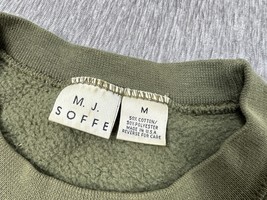 M. J.
SOFFE
M
50% COTTON/
50% POLYESTER
MADE IN U.S.A.
REVERSE FOR CARE